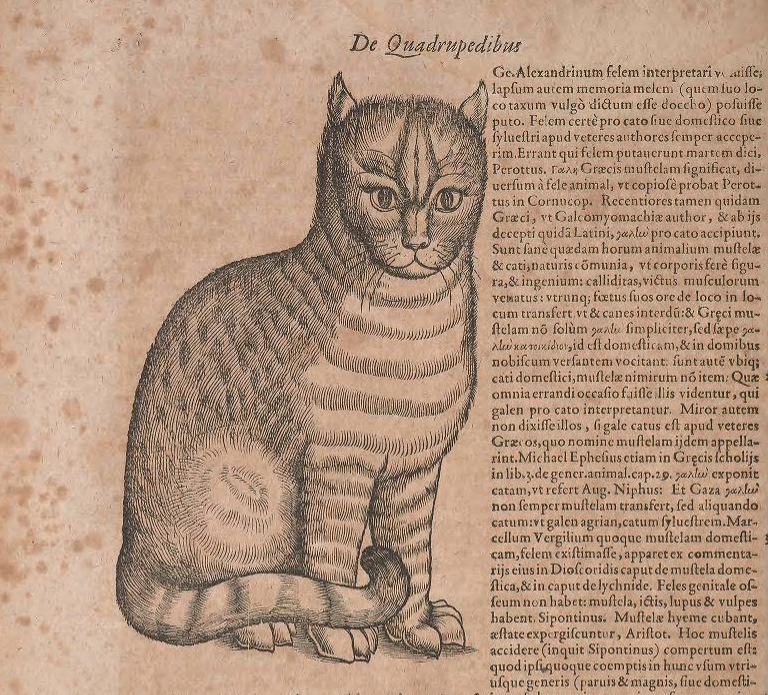 De Quadrupedibus
Ge. Alexandrinum felem interpretari
lapſum autem memoria melem (quem ſuo lo-
co taxum vulgò dictum eſſe docebo) poſuiſſe
puto. Felem certè pro cato ſiue domeſtico ſiue
ſylueſtri apud veteres authores ſemper accepe-
rim. Errant qui felem putauerunt martem dici,
Perottus. Γαλῆ Græcis muſtelam ſignificat, di-
uerſum à fele animal, vt copioſè probat Perot-
tus in Cornucop. Recentiores tamen quidam
Græci, vt Galeomyomachiæ author, & ab ijs
decepti quidā Latini, γαλῶ pro cato accipiunt.
Sunt ſane quædam horum animalium muſtelæ
& cati, naturis cōmunia, vt corporis ferè figu-
ra, & ingenium: calliditas, victus muſculorum
venatus: vtrunq; fœtus ſuos ore de loco in lo-
cum transfert vt & canes interdū: & Gręci mu-
ſtelam nō ſolùm γαλῶ ſimpliciter, ſed ſæpe γα-
λῶ κατοικίδιον, id eſt domeſticam, & in domibus
nobiſcum verſantem vocitant. ſunt autē vbiq;
cati domeſtici, muſtelæ nimirum nō item. Quæ
omnia errandi occaſio fuiſſe illis videntur, qui
galen pro cato interpretantur. Miror autem
non dixiſſe illos, ſi gale catus eſt apud veteres
Græcos, quo nomine muſtelam ijdem appella-
rint. Michael Epheſius etiam in Gręcis ſcholijs
in lib. 3. de gener. animal. cap. 29. γαλῶ exponit
catam, vt refert Aug. Niphus: Et Gaza γαλῶ
non ſemper muſtelam transfert, ſed aliquando
catum: vt galen agrian, catum ſylueſtrem. Mar-
cellum Vergilium quoque muſtelam domeſti-
cam, felem exiſtimaſſe, apparet ex commenta-
rijs eius in Dioſcoridis caput de muſtela dome-
ſtica, & in caput de lychnide. Feles genitale oſ-
ſeum non habet: muſtela, ictis, lupus & vulpes
habent. Sipontinus. Muſtelæ hyeme cubant,
æſtate expergiſcuntur, Ariſtot. Hoc muſtelis
accidere (inquit Sipontinus) compertum eſt:
quod ipſi quoque coemptis in hunc vſum vtri-
uſque generis (paruis & magnis, ſiue domeſti-